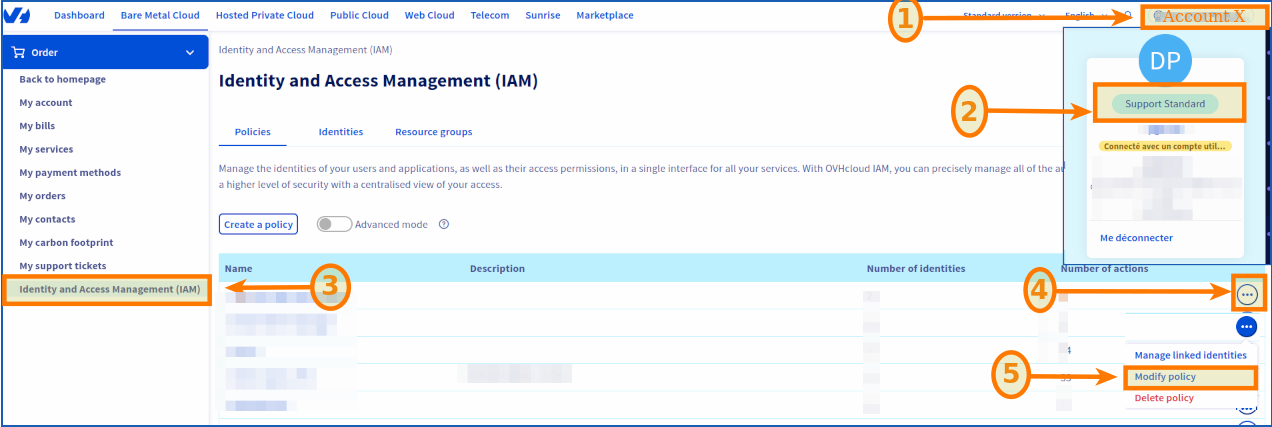 Dashboard Bare Metal Cloud Hosted Private Cloud Public Cloud Web Cloud Telecom Sunrise Marketplace Standard version English
1
Account X
Order
Back to homepage
My account
My bills
My services
My payment methods
My orders
My contacts
My carbon footprint
My support tickets
Identity and Access Management (IAM)
Identity and Access Management (IAM)
Identity and Access Management (IAM)
Policies Identities Resource groups
Manage the identities of your users and applications, as well as their access permissions, in a single interface for all your services. With OVHcloud IAM, you can precisely manage all of the
a higher level of security with a centralised view of your access.
Create a policy Advanced mode
Name Description Number of identities Number of actions
DP
2
Support Standard
Connecté avec un compte util...
Me déconnecter
3
4
5
Manage linked identities
Modify policy
Delete policy